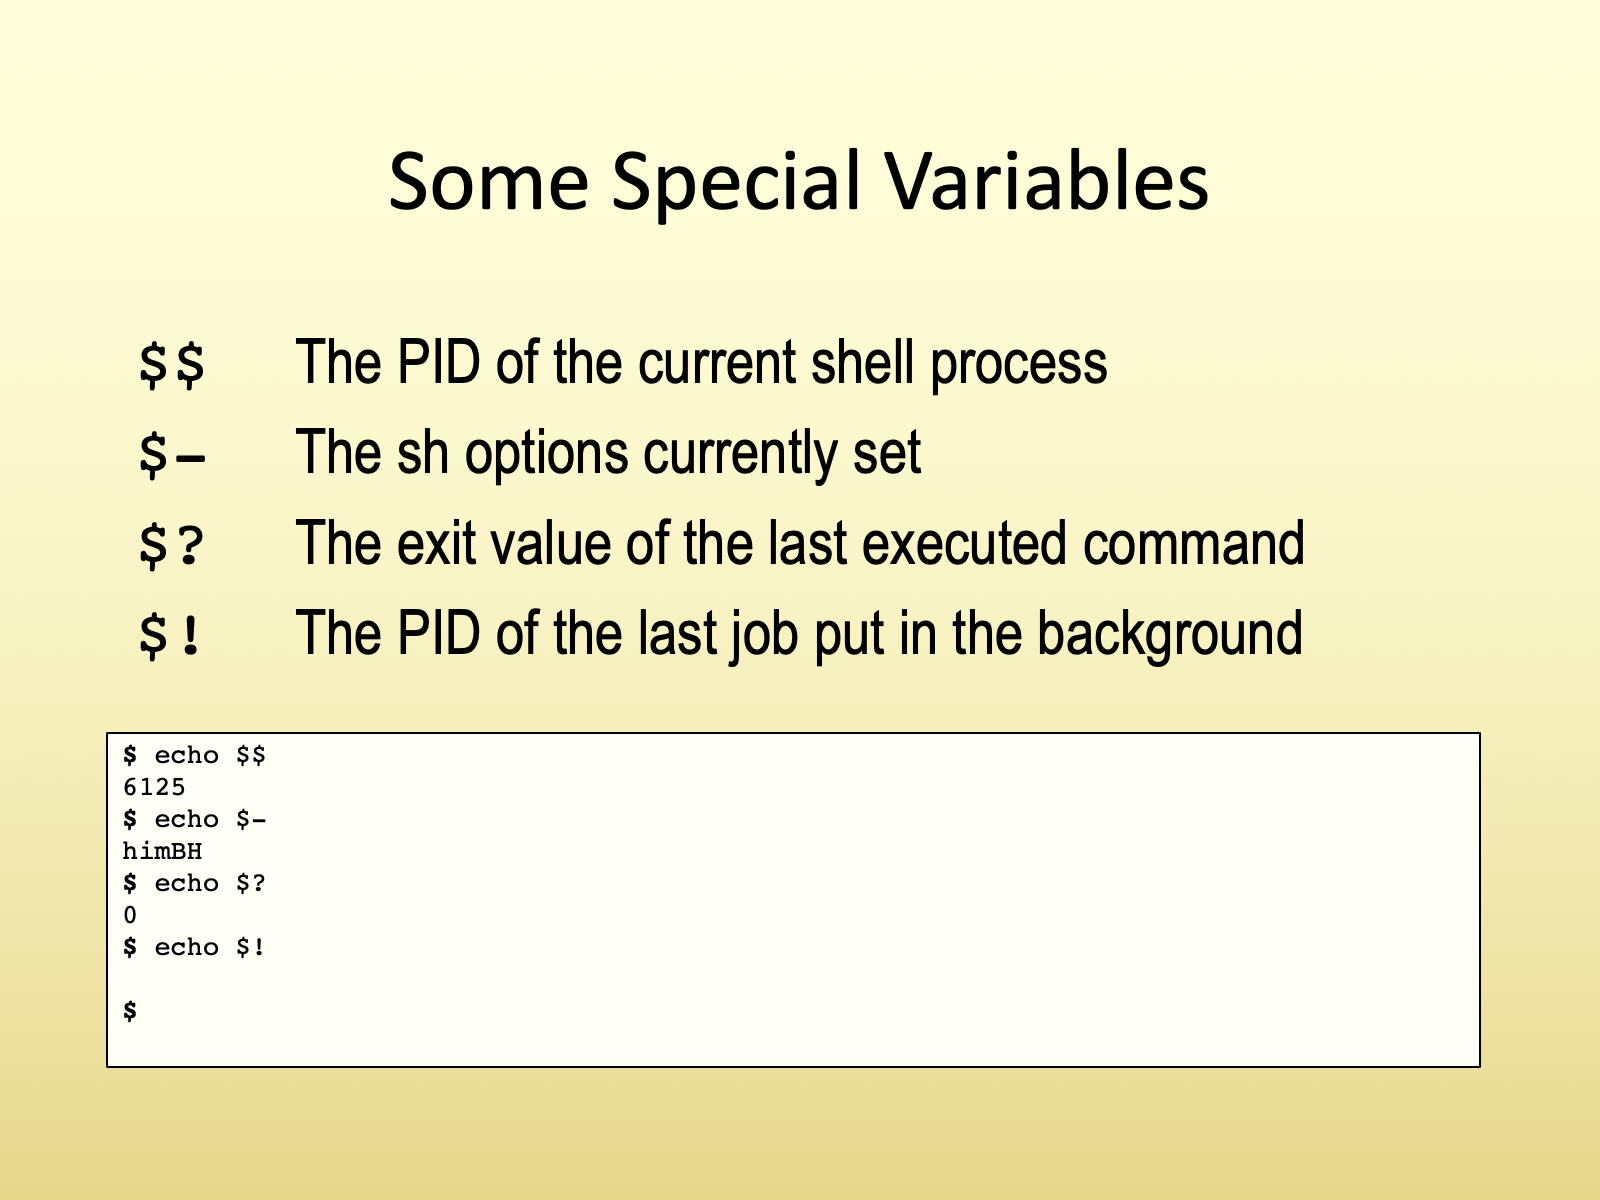 Some Special Variables
$$ The PID of the current shell process
$- The sh options currently set
$? The exit value of the last executed command
$! The PID of the last job put in the background
$ echo $$
6125
$ echo $-
himBH
$ echo $?
0
$ echo $!
$